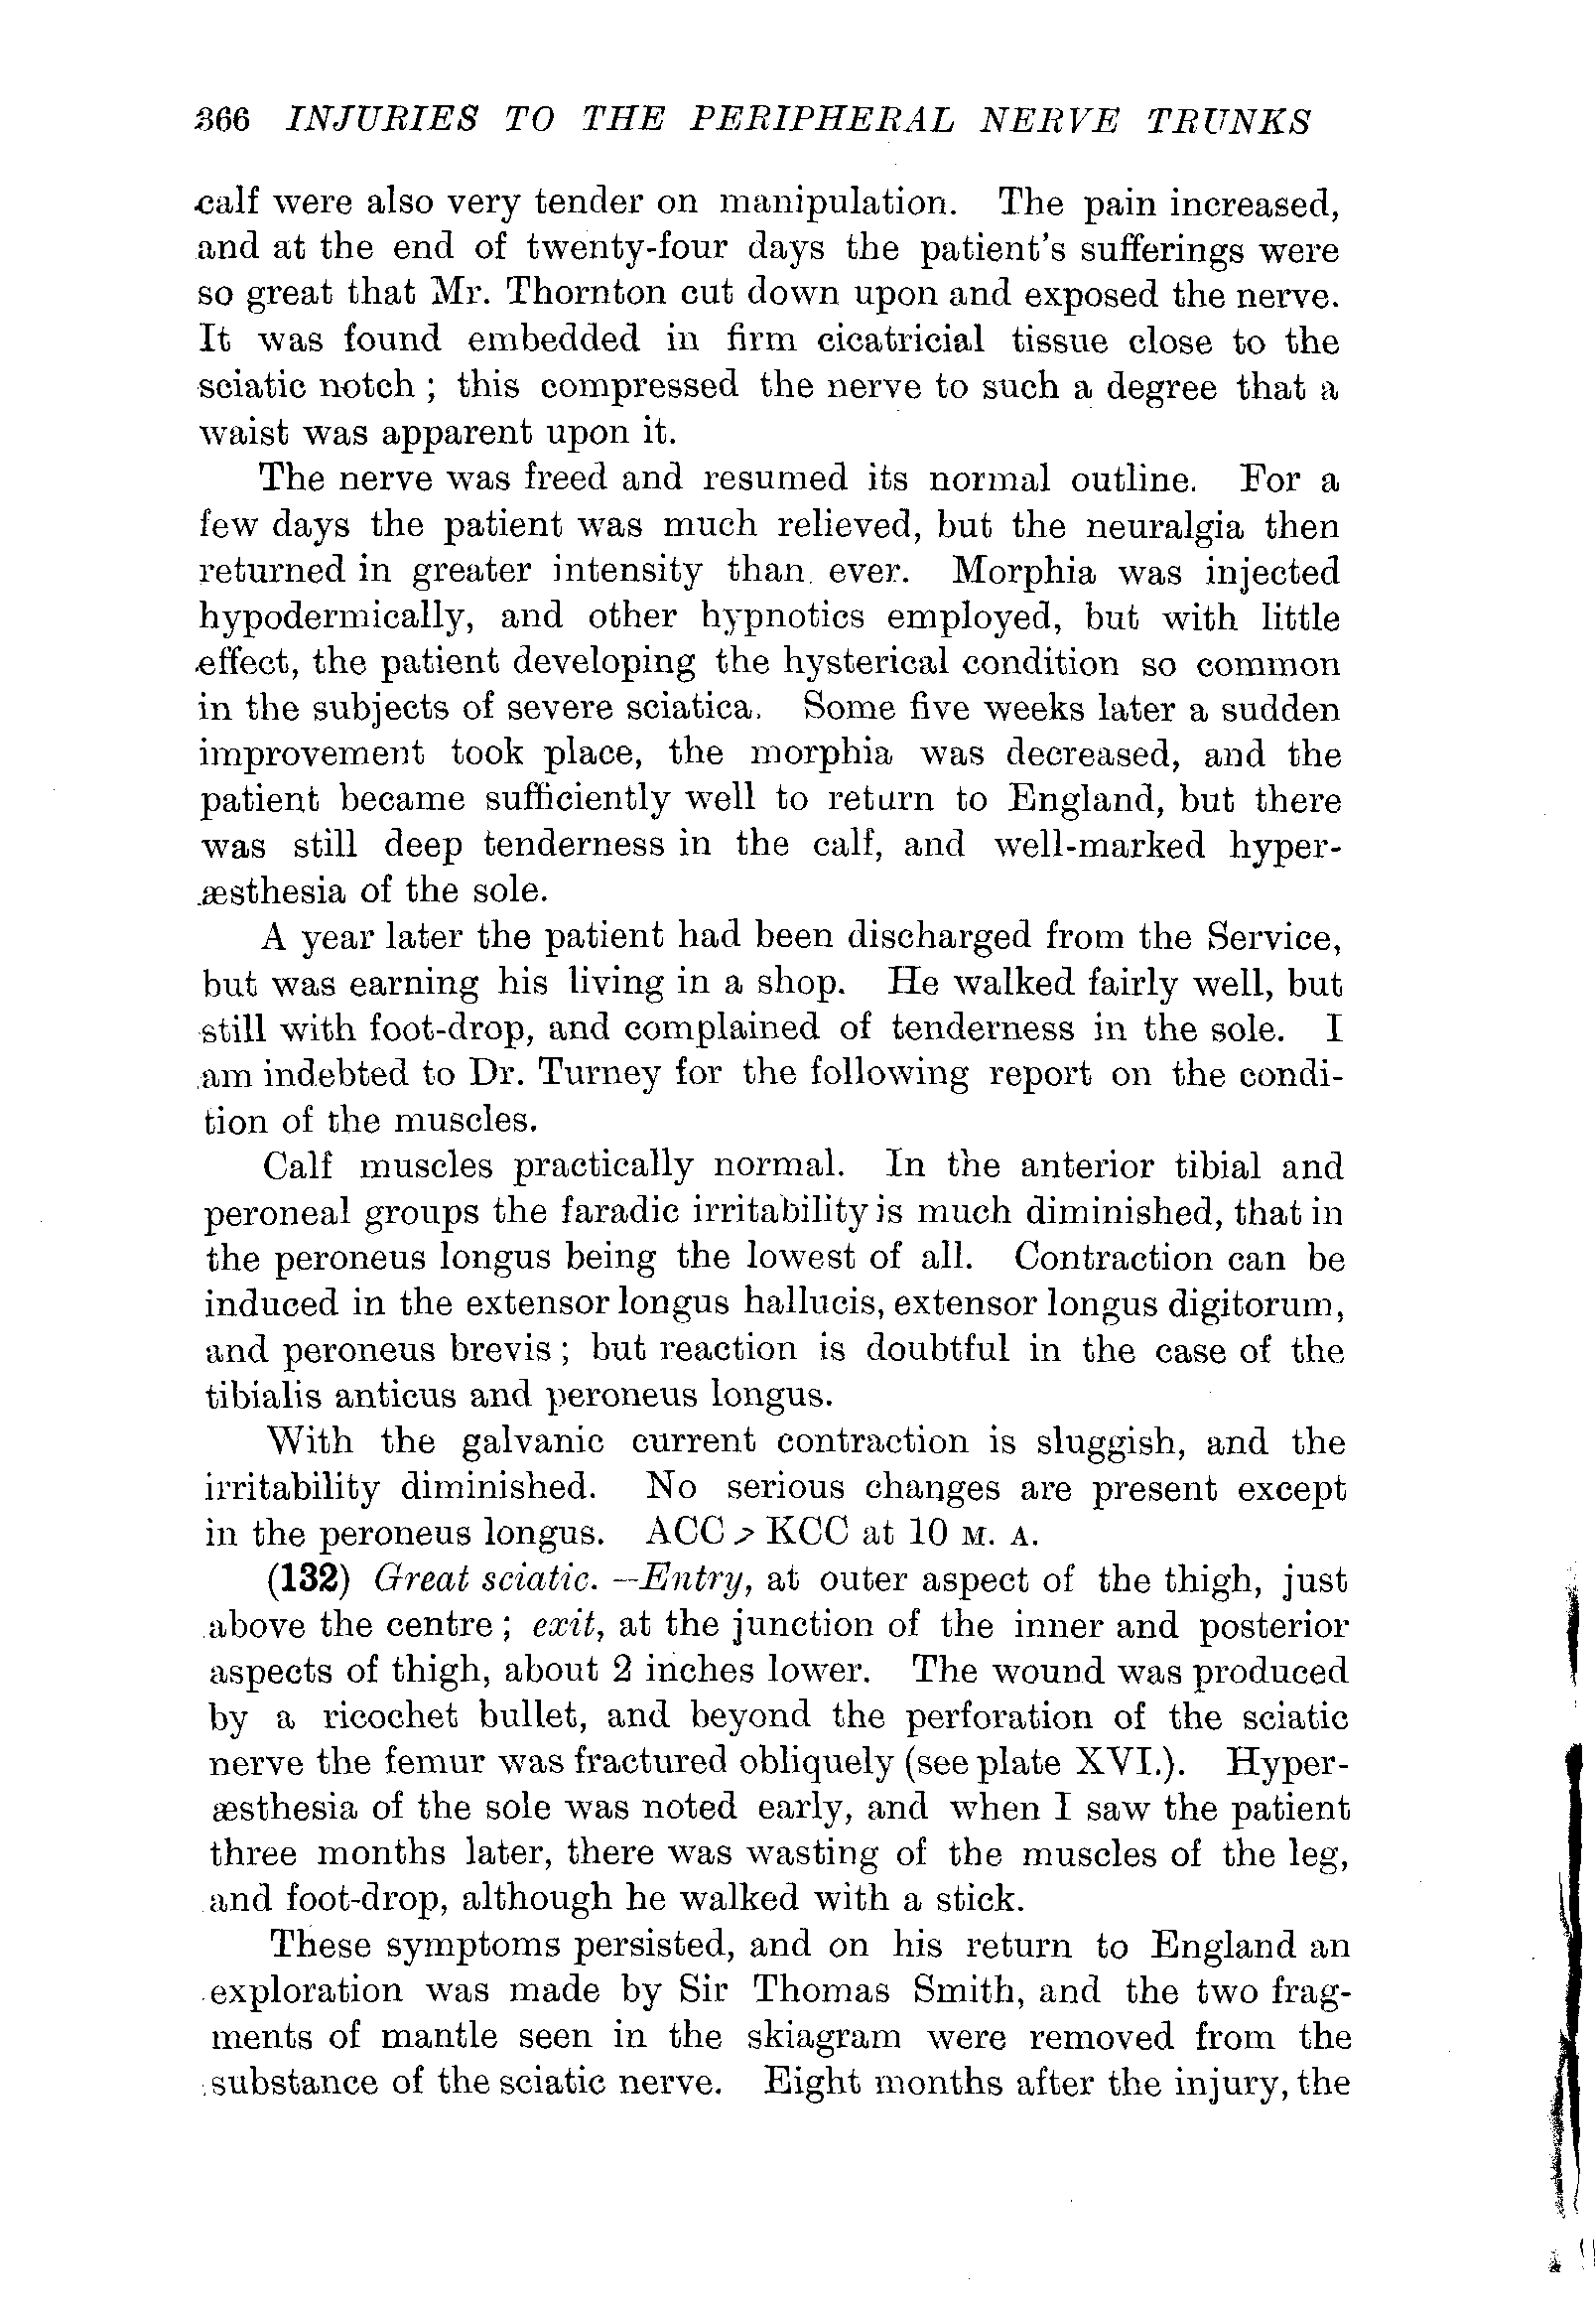 366 INJURIES TO THE PERIPHERAL NERVE TRUNKS
calf were also very tender on manipulation. The pain increased,
and at the end of twenty-four days the patient's sufferings were
so great that Mr. Thornton cut down upon and exposed the nerve.
It was found embedded in firm cicatricial tissue close to the
sciatic notch ; this compressed the nerve to such a degree that a
waist was apparent upon it.
The nerve was freed and resumed its normal outline. For a
few days the patient was much relieved, but the neuralgia then
returned in greater intensity than ever. Morphia was injected
hypodermically, and other hypnotics employed, but with little
effect, the patient developing the hysterical condition so common
in the subjects of severe sciatica. Some five weeks later a sudden
improvement took place, the morphia was decreased, and the
patient became sufficiently well to return to England, but there
was still deep tenderness in the calf, and well-marked hyper-
æsthesia of the sole.
A year later the patient had been discharged from the Service,
but was earning his living in a shop. He walked fairly well, but
still with foot-drop, and complained of tenderness in the sole. I
am indebted to Dr. Turney for the following report on the condi-
tion of the muscles.
Calf muscles practically normal. In the anterior tibial and
peroneal groups the faradic irritability is much diminished, that in
the peroneus longus being the lowest of all. Contraction can be
induced in the extensor longus hallucis, extensor longus digitorum,
and peroneus brevis ; but reaction is doubtful in the case of the
tibialis anticus and peroneus longus.
With the galvanic current contraction is sluggish, and the
irritability diminished. No serious changes are present except
in the peroneus longus. ACC > KCC at 10 M. A.
(132) Great sciatic. —Entry, at outer aspect of the thigh, just
above the centre ; exit, at the junction of the inner and posterior
aspects of thigh, about 2 inches lower. The wound was produced
by a ricochet bullet, and beyond the perforation of the sciatic
nerve the femur was fractured obliquely (see plate XVI.). Hyper-
æsthesia of the sole was noted early, and when I saw the patient
three months later, there was wasting of the muscles of the leg,
and foot-drop, although he walked with a stick.
These symptoms persisted, and on his return to England an
exploration was made by Sir Thomas Smith, and the two frag-
ments of mantle seen in the skiagram were removed from the
substance of the sciatic nerve. Eight months after the injury, the